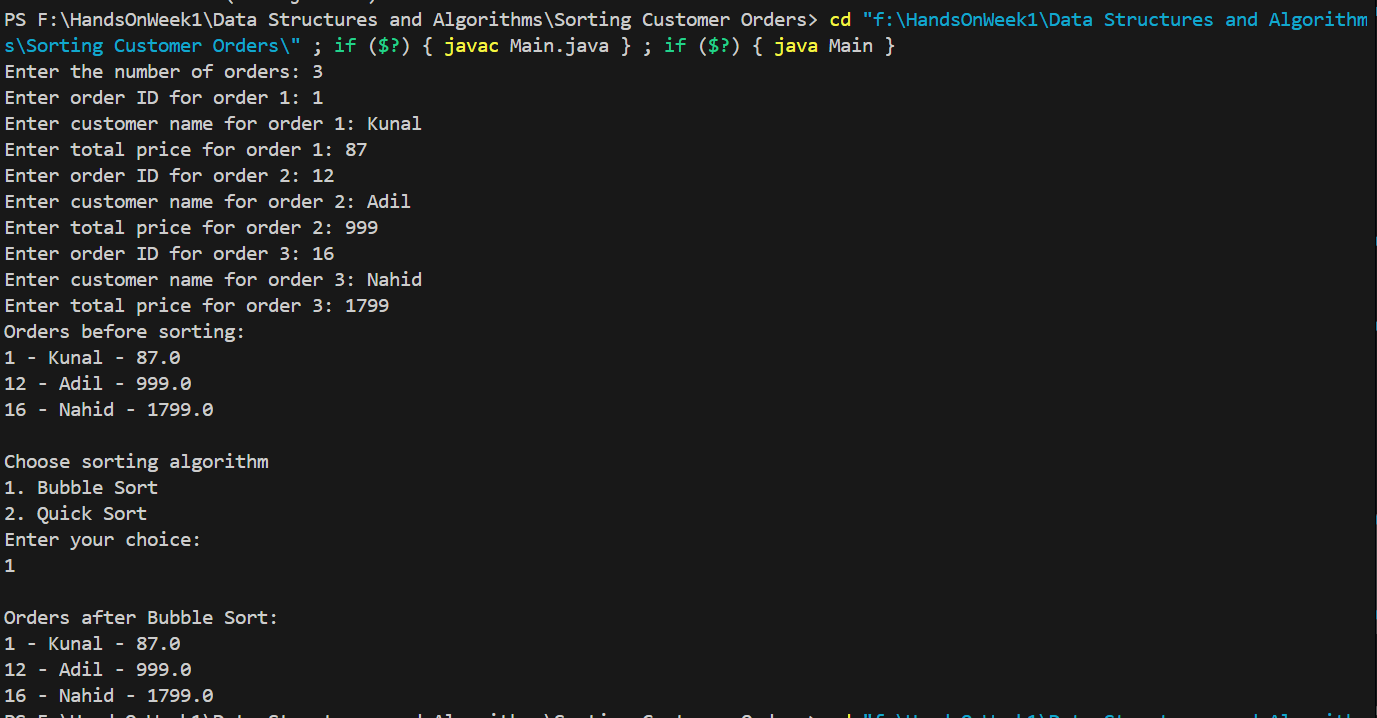 PS F:\HandsOnWeek1\Data Structures and Algorithms\Sorting Customer Orders> cd "f:\HandsOnWeek1\Data Structures and Algorithm
s\Sorting Customer Orders\" ; if ($?) { javac Main.java } ; if ($?) { java Main }
Enter the number of orders: 3
Enter order ID for order 1: 1
Enter customer name for order 1: Kunal
Enter total price for order 1: 87
Enter order ID for order 2: 12
Enter customer name for order 2: Adil
Enter total price for order 2: 999
Enter order ID for order 3: 16
Enter customer name for order 3: Nahid
Enter total price for order 3: 1799
Orders before sorting:
1 - Kunal - 87.0
12 - Adil - 999.0
16 - Nahid - 1799.0
Choose sorting algorithm
1. Bubble Sort
2. Quick Sort
Enter your choice:
1
Orders after Bubble Sort:
1 - Kunal - 87.0
12 - Adil - 999.0
16 - Nahid - 1799.0